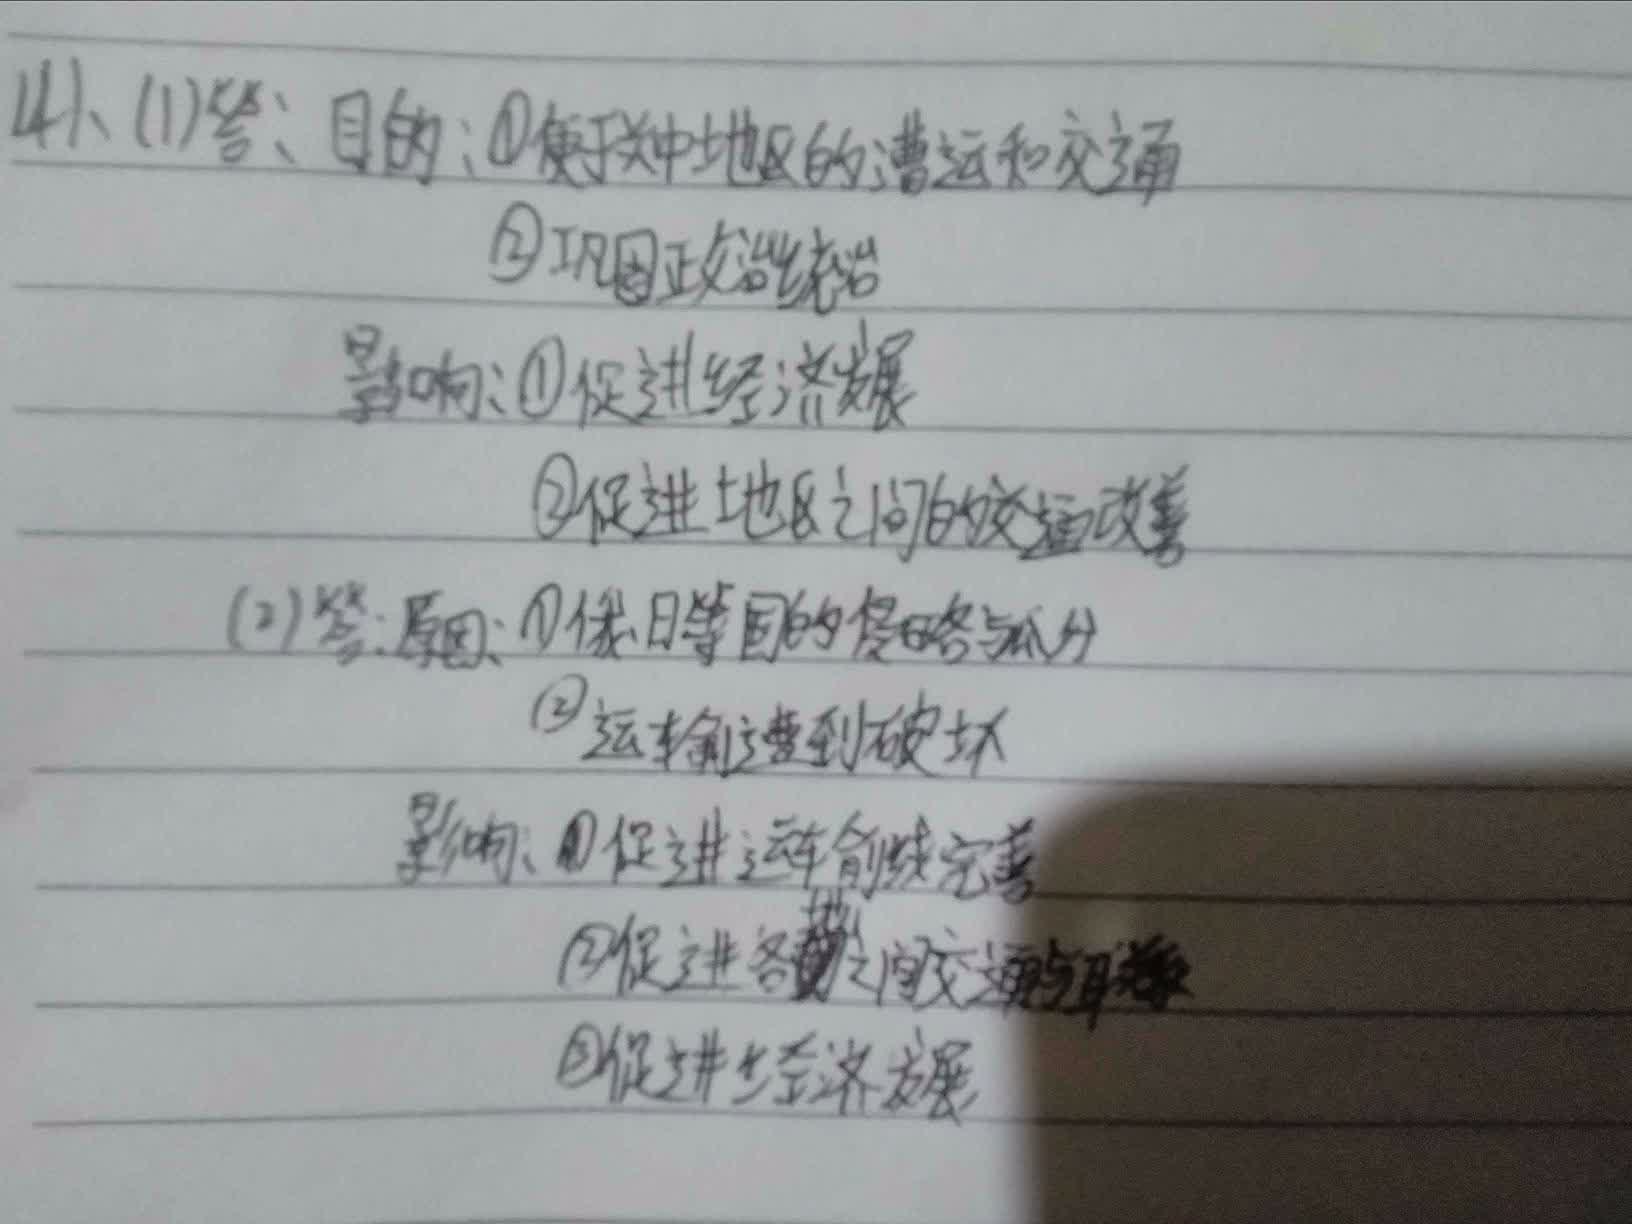 41、(1)答：目的：①便于关中地区的漕运和交通
②巩固政治统治
影响：①促进经济发展
②促进地区之间的交通改善
(2)答：原因：①俄、日等国的侵略与瓜分
②运输遭到破坏
影响：①促进运输线完善
②促进各地之间交通与联系
③促进经济发展